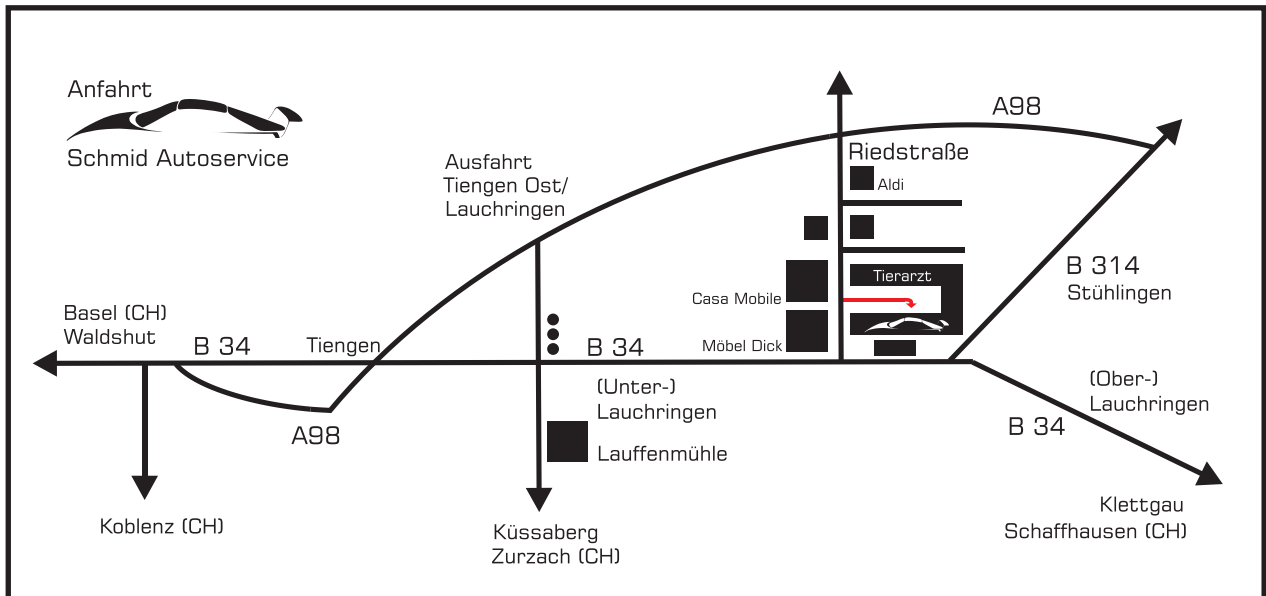 Anfahrt
Schmid Autoservice
A98
Ausfahrt
Tiengen Ost/
Lauchringen
Riedstraße
Aldi
Tierarzt
B 314
Stühlingen
Casa Mobile
Basel (CH)
Waldshut
B 34
Tiengen
B 34
Möbel Dick
(Unter-)
Lauchringen
(Ober-)
Lauchringen
A98
B 34
Lauffenmühle
Koblenz (CH)
Küssaberg
Zurzach (CH)
Klettgau
Schaffhausen (CH)